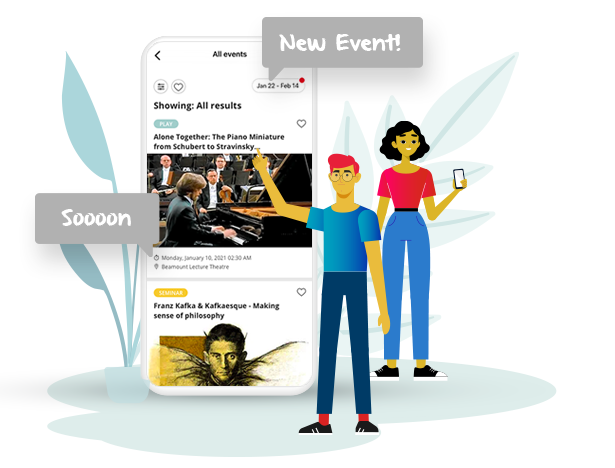 New Event!
All events
Jan 22 - Feb 14
Showing: All results
PLAY
Alone Together: The Piano Miniature
from Schubert to Stravinsky...
Soooon
Monday, January 10, 2021 02:30 AM
Beamount Lecture Theatre
SEMINAR
Franz Kafka & Kafkaesque - Making
sense of philosophy